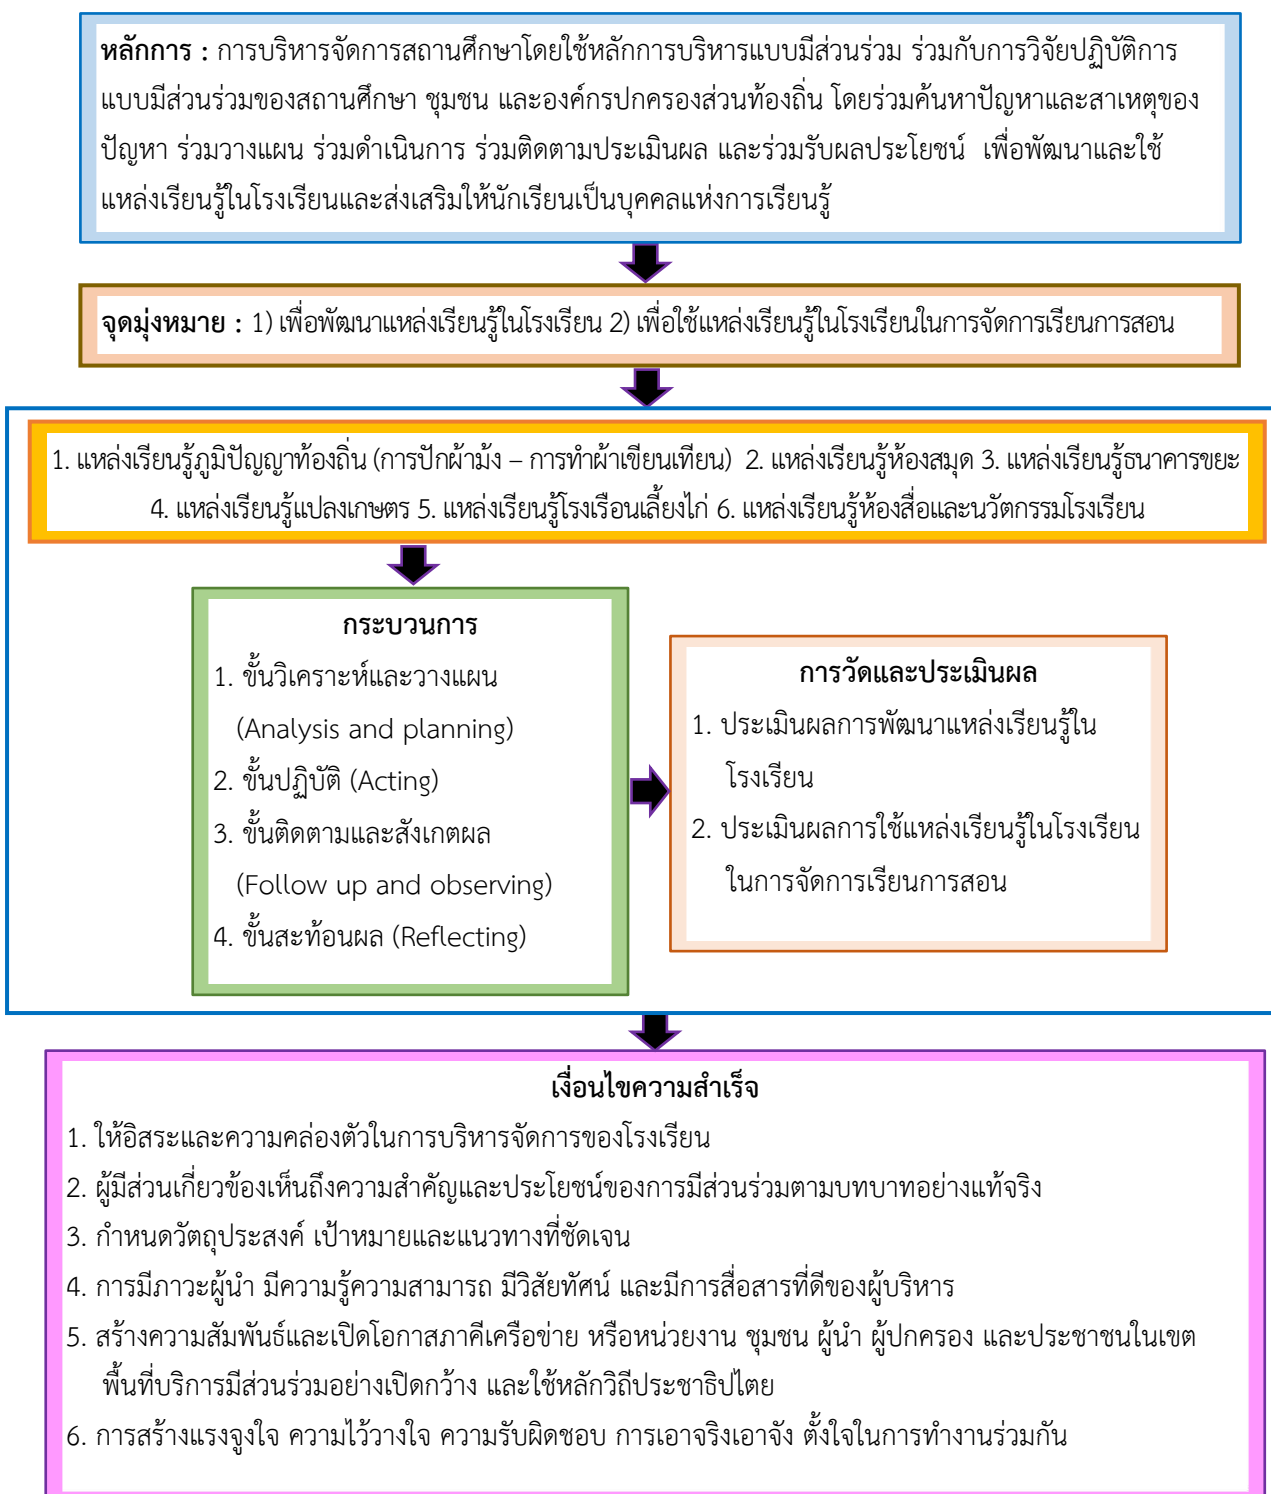 หลักการ : การบริหารจัดการสถานศึกษาโดยใช้หลักการบริหารแบบมีส่วนร่วม ร่วมกับการวิจัยปฏิบัติการ
แบบมีส่วนร่วมของสถานศึกษา ชุมชน และองค์กรปกครองส่วนท้องถิ่น โดยร่วมค้นหาปัญหาและสาเหตุของ
ปัญหา ร่วมวางแผน ร่วมดำเนินการ ร่วมติดตามประเมินผล และร่วมรับผลประโยชน์ เพื่อพัฒนาและใช้
แหล่งเรียนรู้ในโรงเรียนและส่งเสริมให้นักเรียนเป็นบุคคลแห่งการเรียนรู้
จุดมุ่งหมาย : 1) เพื่อพัฒนาแหล่งเรียนรู้ในโรงเรียน 2) เพื่อใช้แหล่งเรียนรู้ในโรงเรียนในการจัดการเรียนการสอน
1. แหล่งเรียนรู้ภูมิปัญญาท้องถิ่น (การปักผ้าม้ง – การทำผ้าเขียนเทียน) 2. แหล่งเรียนรู้ห้องสมุด 3. แหล่งเรียนรู้ธนาคารขยะ
4. แหล่งเรียนรู้แปลงเกษตร 5. แหล่งเรียนรู้โรงเรือนเลี้ยงไก่ 6. แหล่งเรียนรู้ห้องสื่อและนวัตกรรมโรงเรียน
กระบวนการ
1. ขั้นวิเคราะห์และวางแผน
(Analysis and planning)
2. ขั้นปฏิบัติ (Acting)
3. ขั้นติดตามและสังเกตผล
(Follow up and observing)
4. ขั้นสะท้อนผล (Reflecting)
การวัดและประเมินผล
1. ประเมินผลการพัฒนาแหล่งเรียนรู้ใน
โรงเรียน
2. ประเมินผลการใช้แหล่งเรียนรู้ในโรงเรียน
ในการจัดการเรียนการสอน
เงื่อนไขความสำเร็จ
1. ให้อิสระและความคล่องตัวในการบริหารจัดการของโรงเรียน
2. ผู้มีส่วนเกี่ยวข้องเห็นถึงความสำคัญและประโยชน์ของการมีส่วนร่วมตามบทบาทอย่างแท้จริง
3. กำหนดวัตถุประสงค์ เป้าหมายและแนวทางที่ชัดเจน
4. การมีภาวะผู้นำ มีความรู้ความสามารถ มีวิสัยทัศน์ และมีการสื่อสารที่ดีของผู้บริหาร
5. สร้างความสัมพันธ์และเปิดโอกาสภาคีเครือข่าย หรือหน่วยงาน ชุมชน ผู้นำ ผู้ปกครอง และประชาชนในเขต
พื้นที่บริการมีส่วนร่วมอย่างเปิดกว้าง และใช้หลักวิถีประชาธิปไตย
6. การสร้างแรงจูงใจ ความไว้วางใจ ความรับผิดชอบ การเอาจริงเอาจัง ตั้งใจในการทำงานร่วมกัน